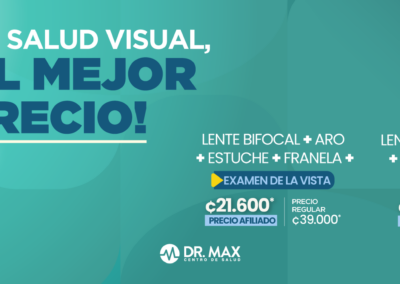 SALUD VISUAL,
L MEJOR
RECIO!
LENTE BIFOCAL + ARO
+ ESTUCHE + FRANELA +
EXAMEN DE LA VISTA
₡21.600*
PRECIO AFILIADO
PRECIO
REGULAR
₡39.000*
LEN
+
DR. MAX
CENTRO DE SALUD